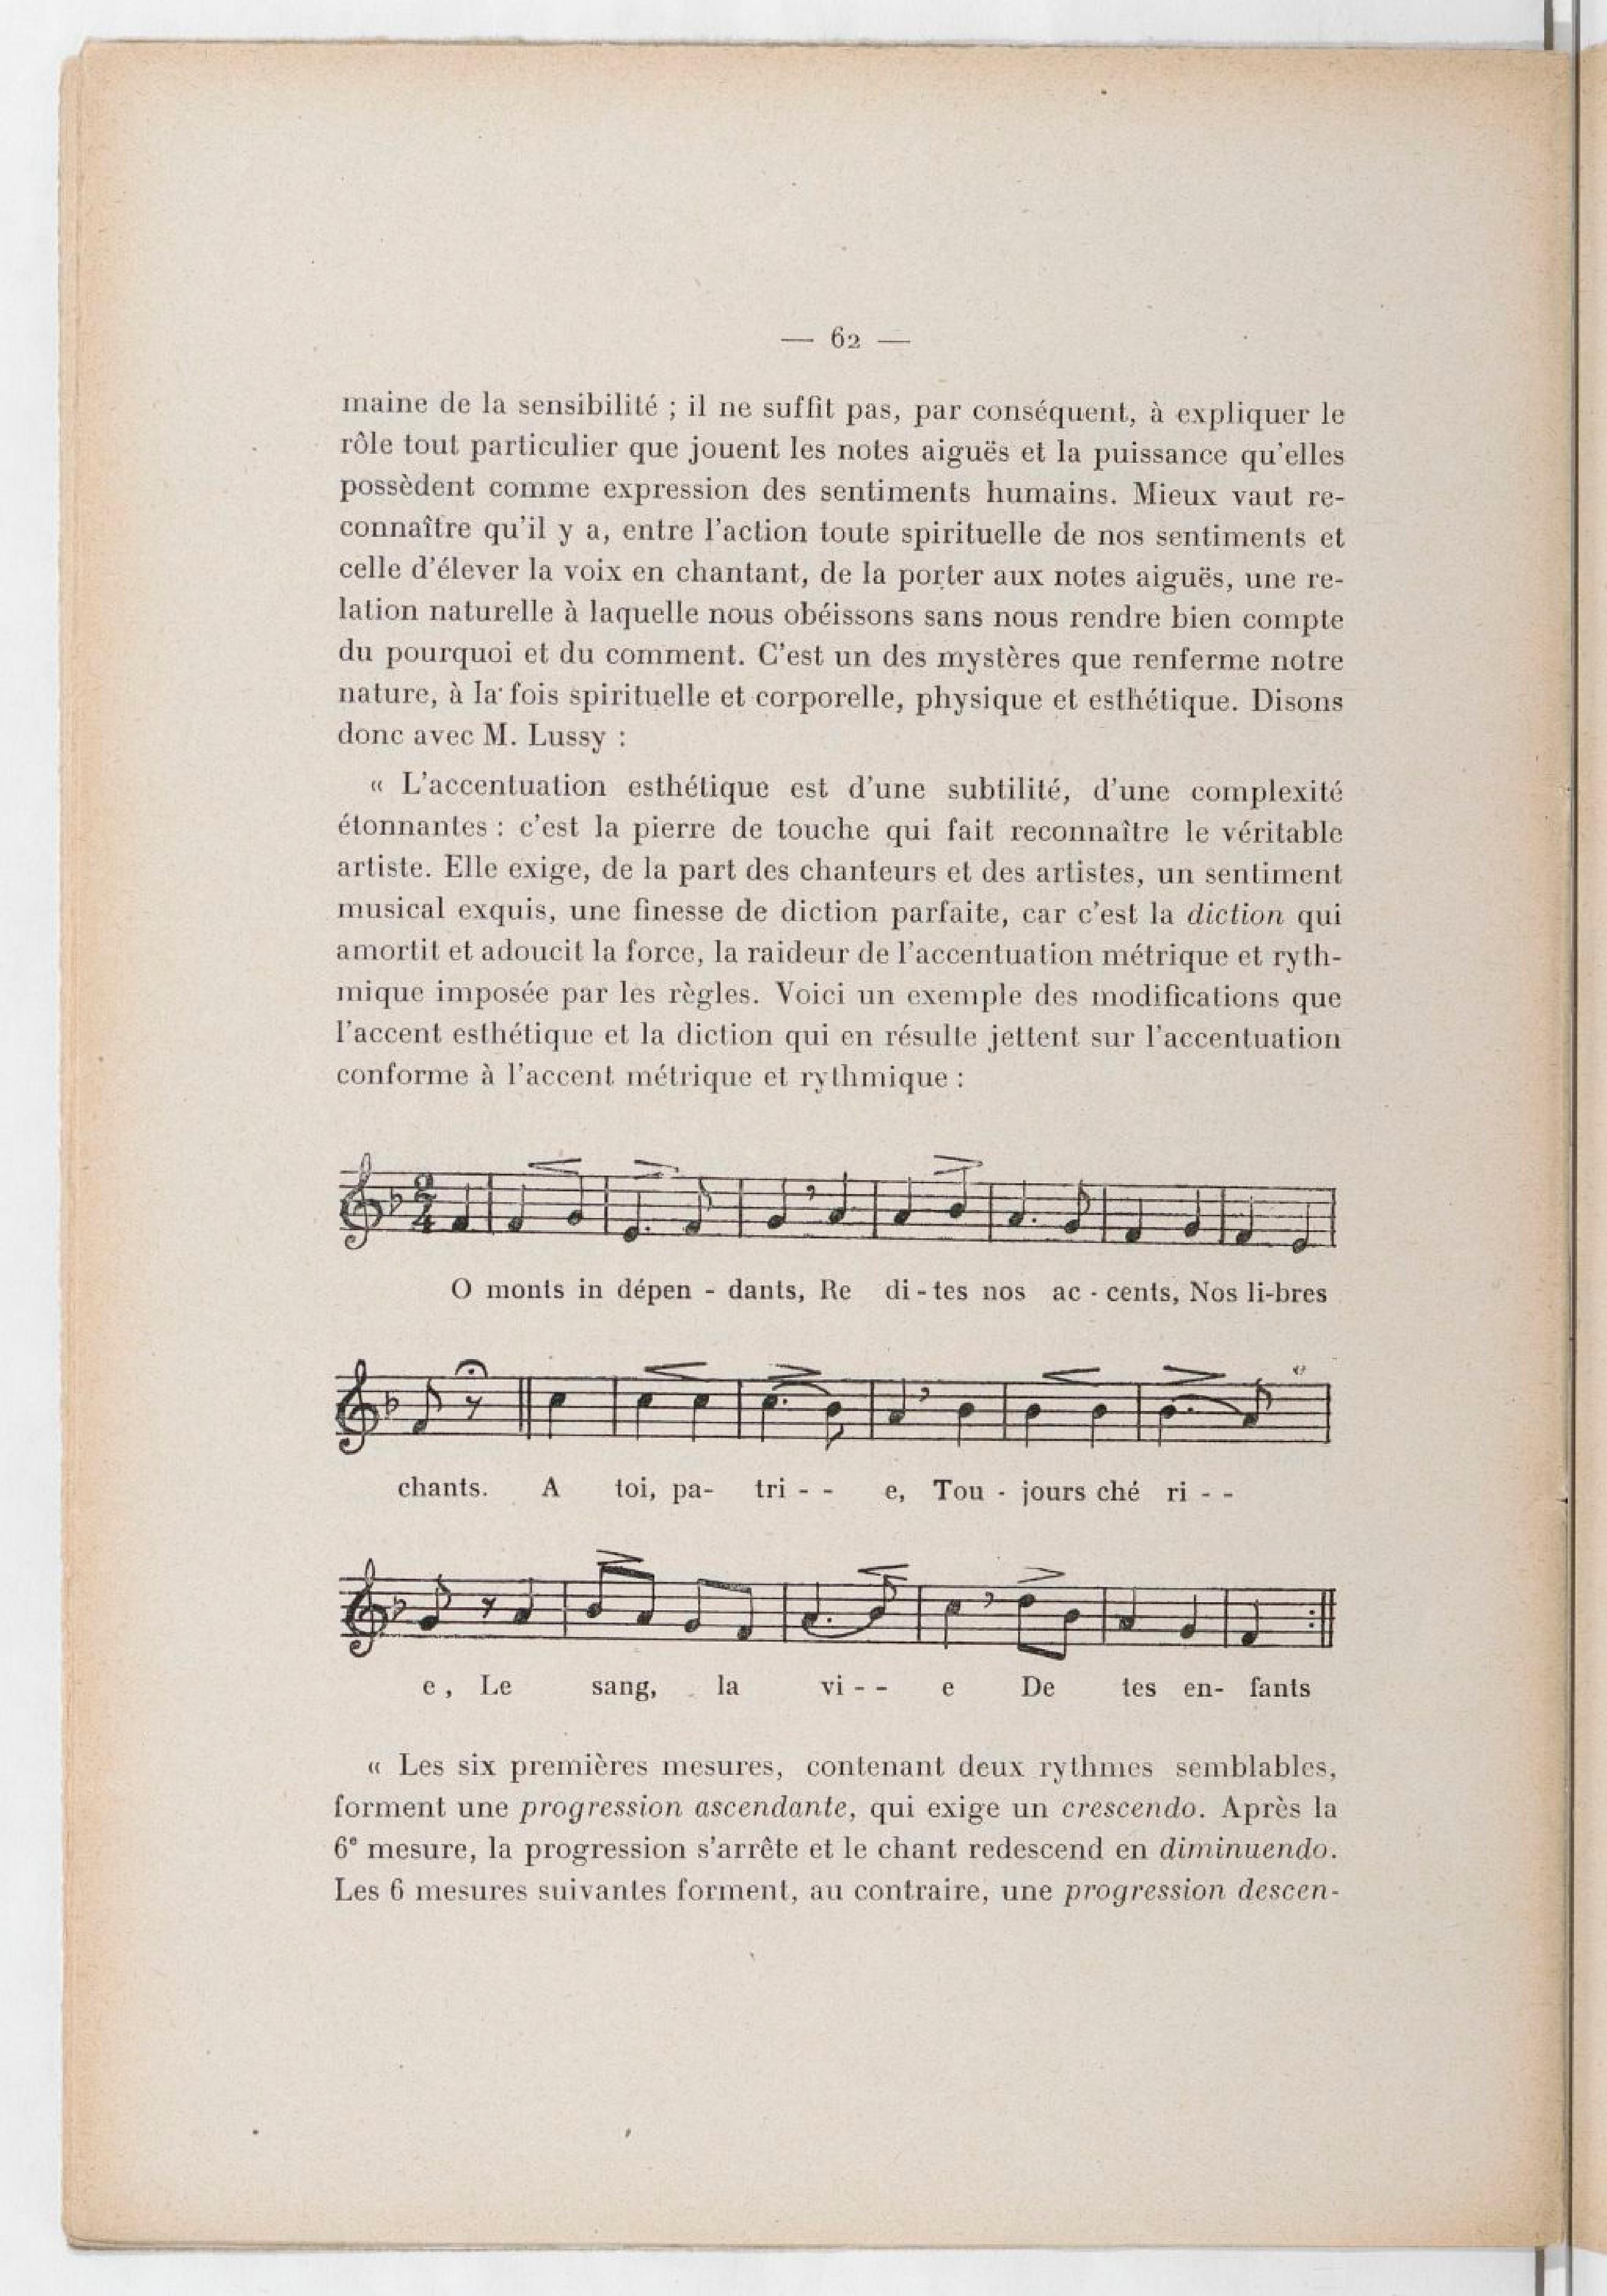 — 62 —
maine de la sensibilité ; il ne suffit pas, par conséquent, à expliquer le
rôle tout particulier que jouent les notes aiguës et la puissance qu'elles
possèdent comme expression des sentiments humains. Mieux vaut re-
connaître qu'il y a, entre l'action toute spirituelle de nos sentiments et
celle d'élever la voix en chantant, de la porter aux notes aiguës, une re-
lation naturelle à laquelle nous obéissons sans nous rendre bien compte
du pourquoi et du comment. C'est un des mystères que renferme notre
nature, à la fois spirituelle et corporelle, physique et esthétique. Disons
donc avec M. Lussy :
« L'accentuation esthétique est d'une subtilité, d'une complexité
étonnantes : c'est la pierre de touche qui fait reconnaître le véritable
artiste. Elle exige, de la part des chanteurs et des artistes, un sentiment
musical exquis, une finesse de diction parfaite, car c'est la diction qui
amortit et adoucit la force, la raideur de l'accentuation métrique et ryth-
mique imposée par les règles. Voici un exemple des modifications que
l'accent esthétique et la diction qui en résulte jettent sur l'accentuation
conforme à l'accent métrique et rythmique :
2
4
O monts in dépen - dants, Re di - tes nos ac - cents, Nos li-bres
chants. A toi, pa- tri - - e, Tou - jours ché ri - -
e, Le sang, la vi - - e De tes en- fants
« Les six premières mesures, contenant deux rythmes semblables,
forment une progression ascendante, qui exige un crescendo. Après la
6e mesure, la progression s'arrête et le chant redescend en diminuendo.
Les 6 mesures suivantes forment, au contraire, une progression descen-